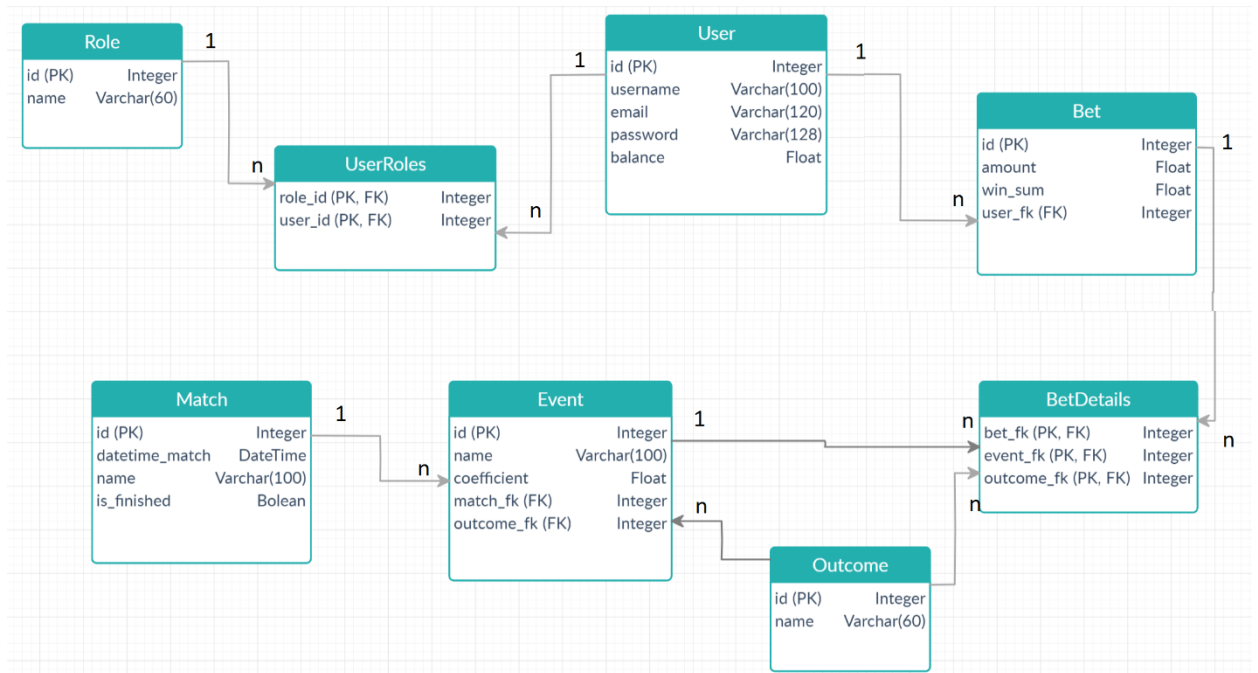 Role
id (PK) Integer
name Varchar(60)
1
UserRoles
role_id (PK, FK) Integer
user_id (PK, FK) Integer
n
n
1
User
id (PK) Integer
username Varchar(100)
email Varchar(120)
password Varchar(128)
balance Float
1
n
Bet
id (PK) Integer
amount Float
win_sum Float
user_fk (FK) Integer
1
Match
id (PK) Integer
datetime_match DateTime
name Varchar(100)
is_finished Bolean
1
n
Event
id (PK) Integer
name Varchar(100)
coefficient Float
match_fk (FK) Integer
outcome_fk (FK) Integer
1
n
n
BetDetails
bet_fk (PK, FK) Integer
event_fk (PK, FK) Integer
outcome_fk (PK, FK) Integer
n
n
Outcome
id (PK) Integer
name Varchar(60)